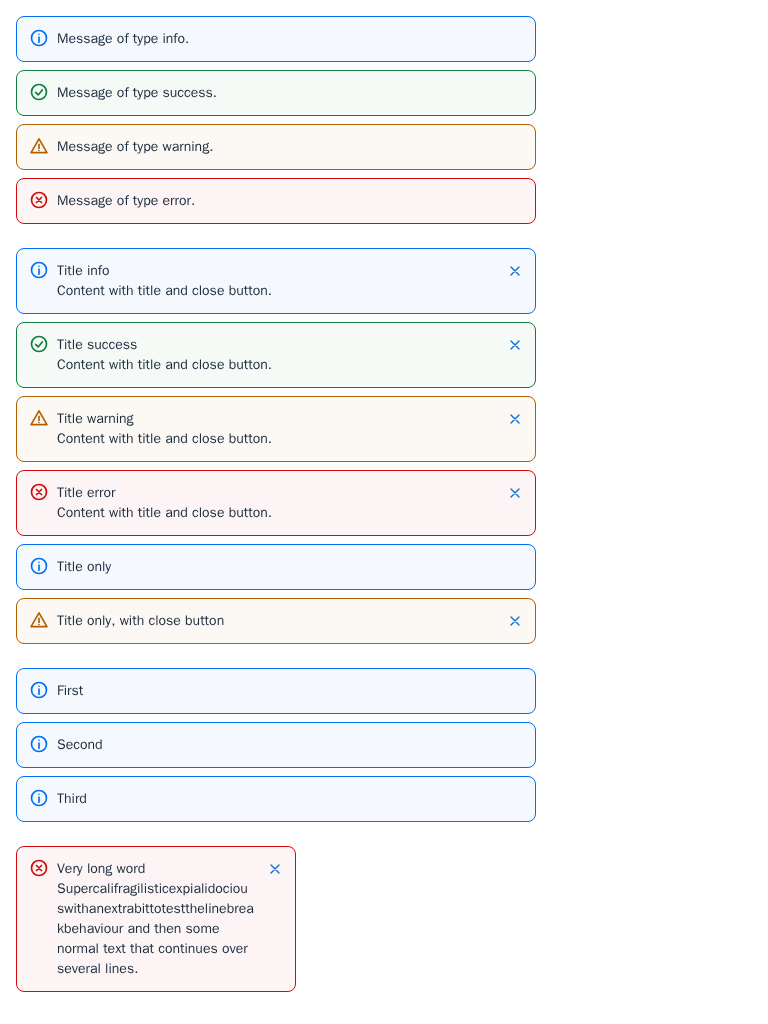 Message of type info.
Message of type success.
Message of type warning.
Message of type error.
Title info
Content with title and close button.
Title success
Content with title and close button.
Title warning
Content with title and close button.
Title error
Content with title and close button.
Title only
Title only, with close button
First
Second
Third
Very long word
Supercalifragilisticexpialidociou
swithanextrabittotestthelinebrea
kbehaviour and then some
normal text that continues over
several lines.